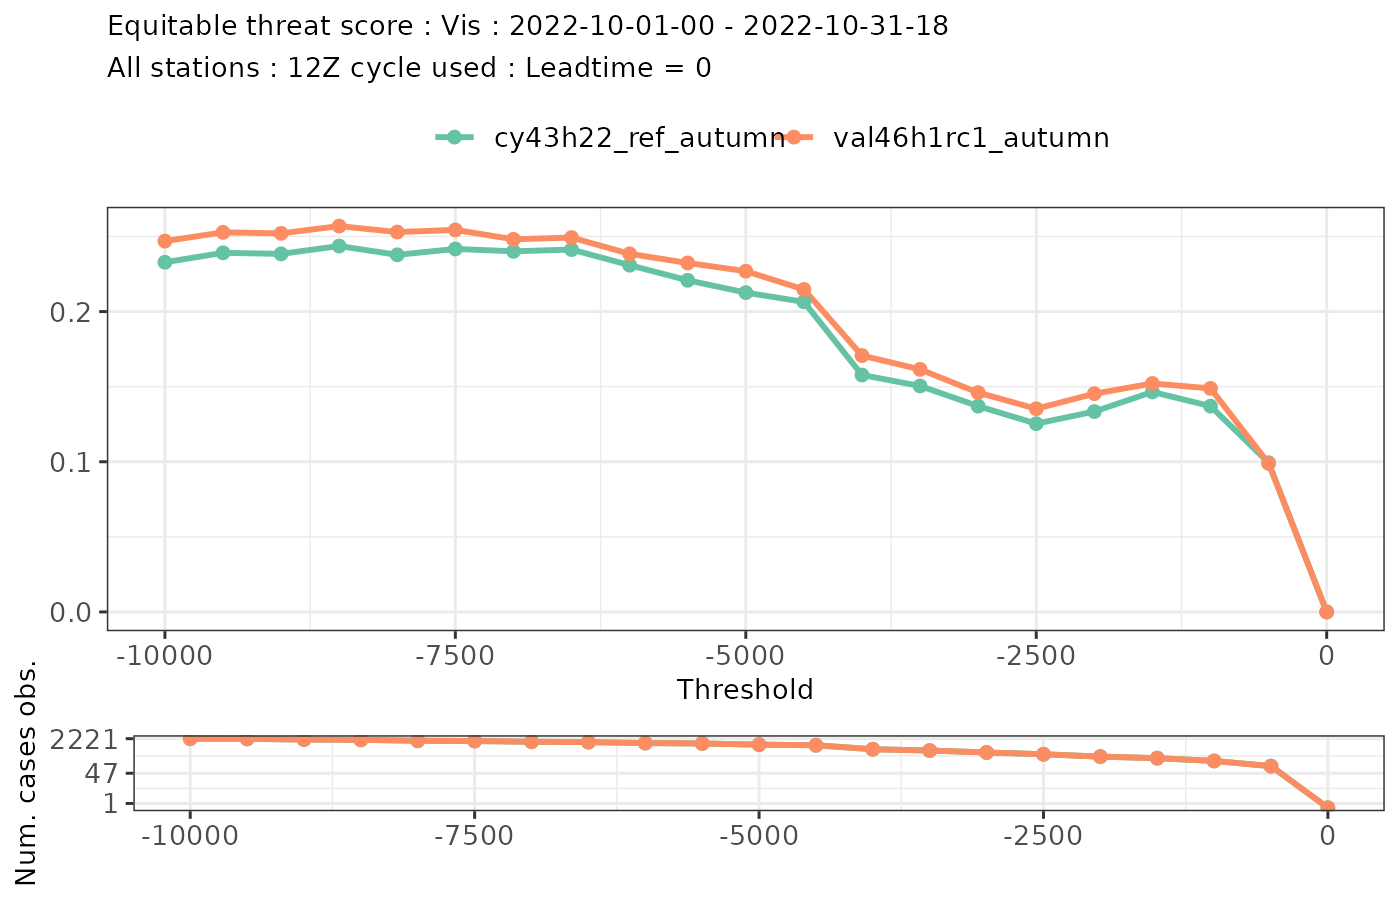 Equitable threat score : Vis : 2022-10-01-00 - 2022-10-31-18
All stations : 12Z cycle used : Leadtime = 0
cy43h22_ref_autumn val46h1rc1_autumn
0.2
0.1
0.0
-10000 -7500 -5000 -2500 0
Threshold
Num. cases obs.
2221
47
1
-10000 -7500 -5000 -2500 0